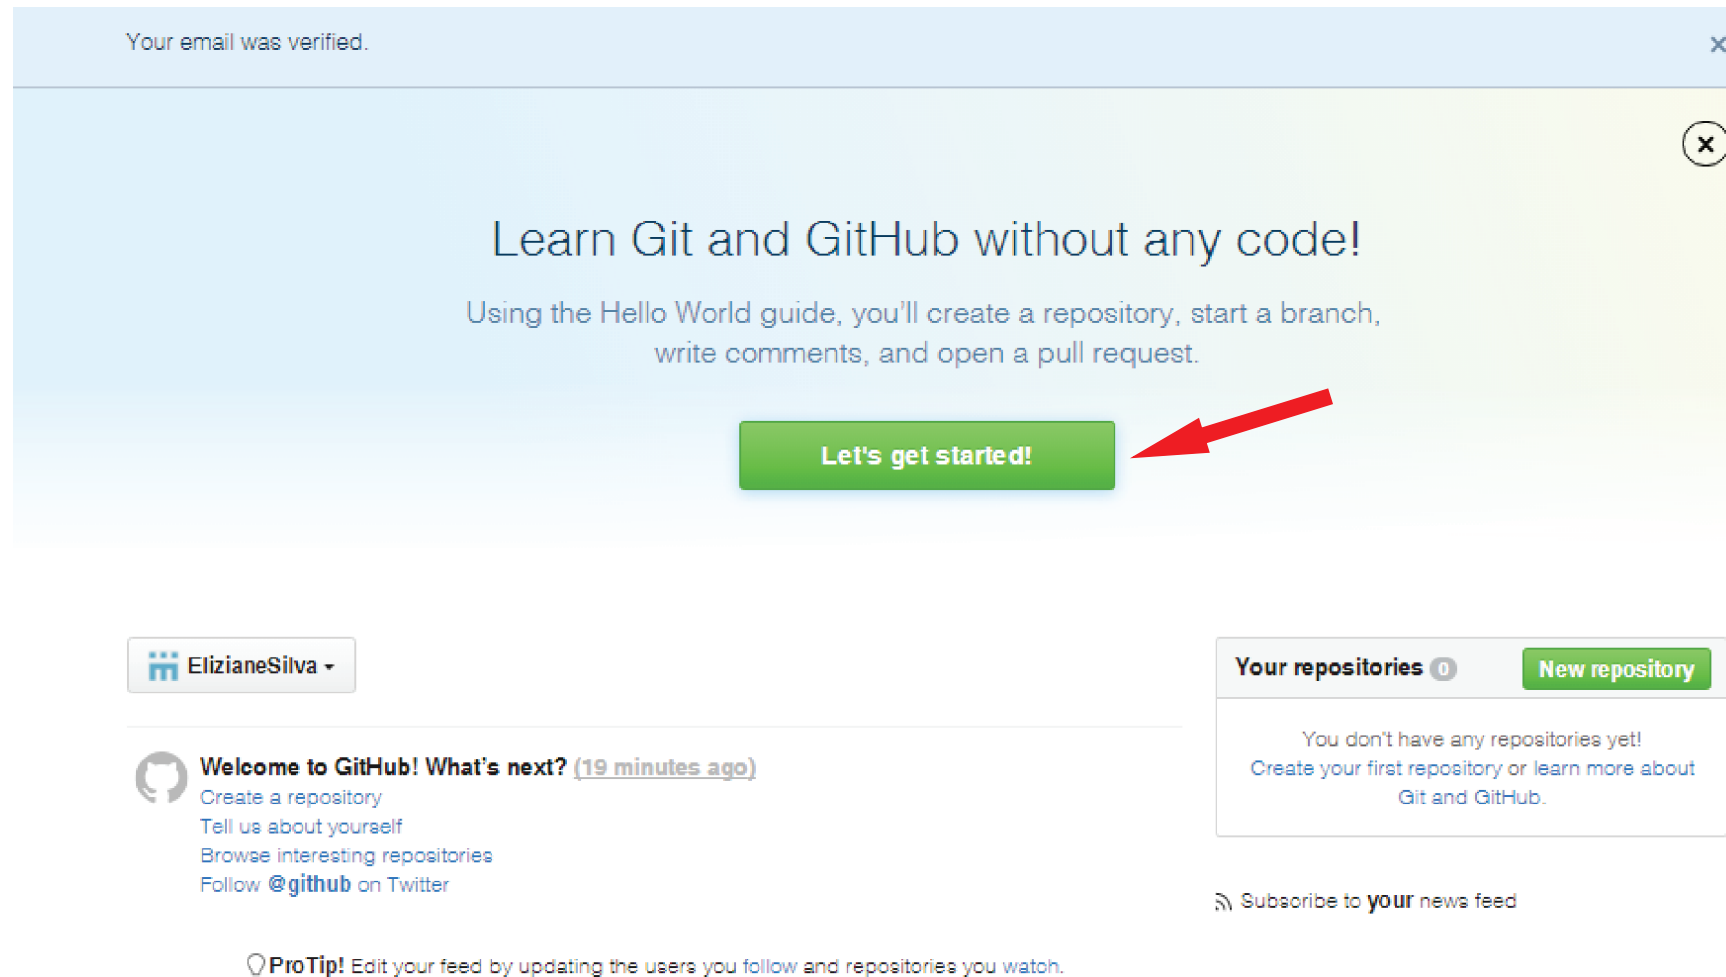 Your email was verified.
Learn Git and GitHub without any code!
Using the Hello World guide, you'll create a repository, start a branch,
write comments, and open a pull request.
Let's get started!
ElizianeSilva
Welcome to GitHub! What's next? (19 minutes ago)
Create a repository
Tell us about yourself
Browse interesting repositories
Follow @github on Twitter
ProTip! Edit your feed by updating the users you follow and repositories you watch.
Your repositories 0
New repository
You don't have any repositories yet!
Create your first repository or learn more about
Git and GitHub.
Subscribe to your news feed